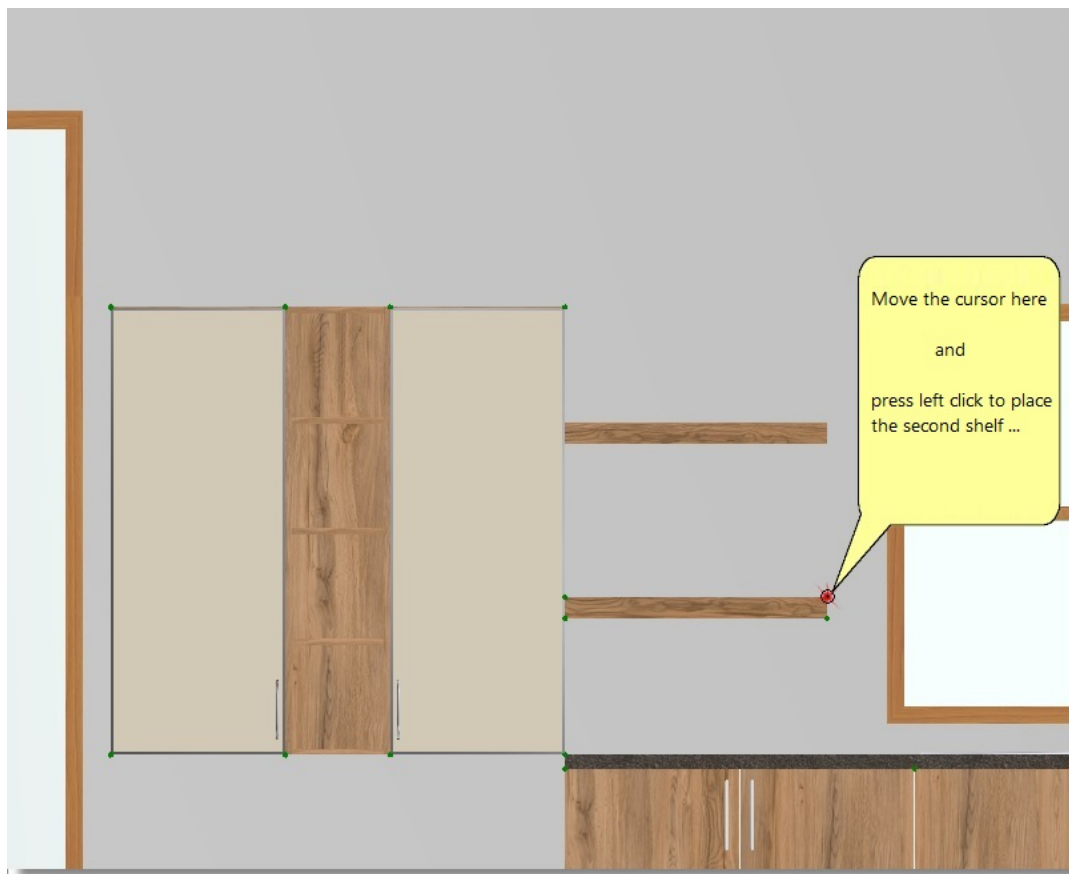 Move the cursor here
and
press left click to place
the second shelf ...